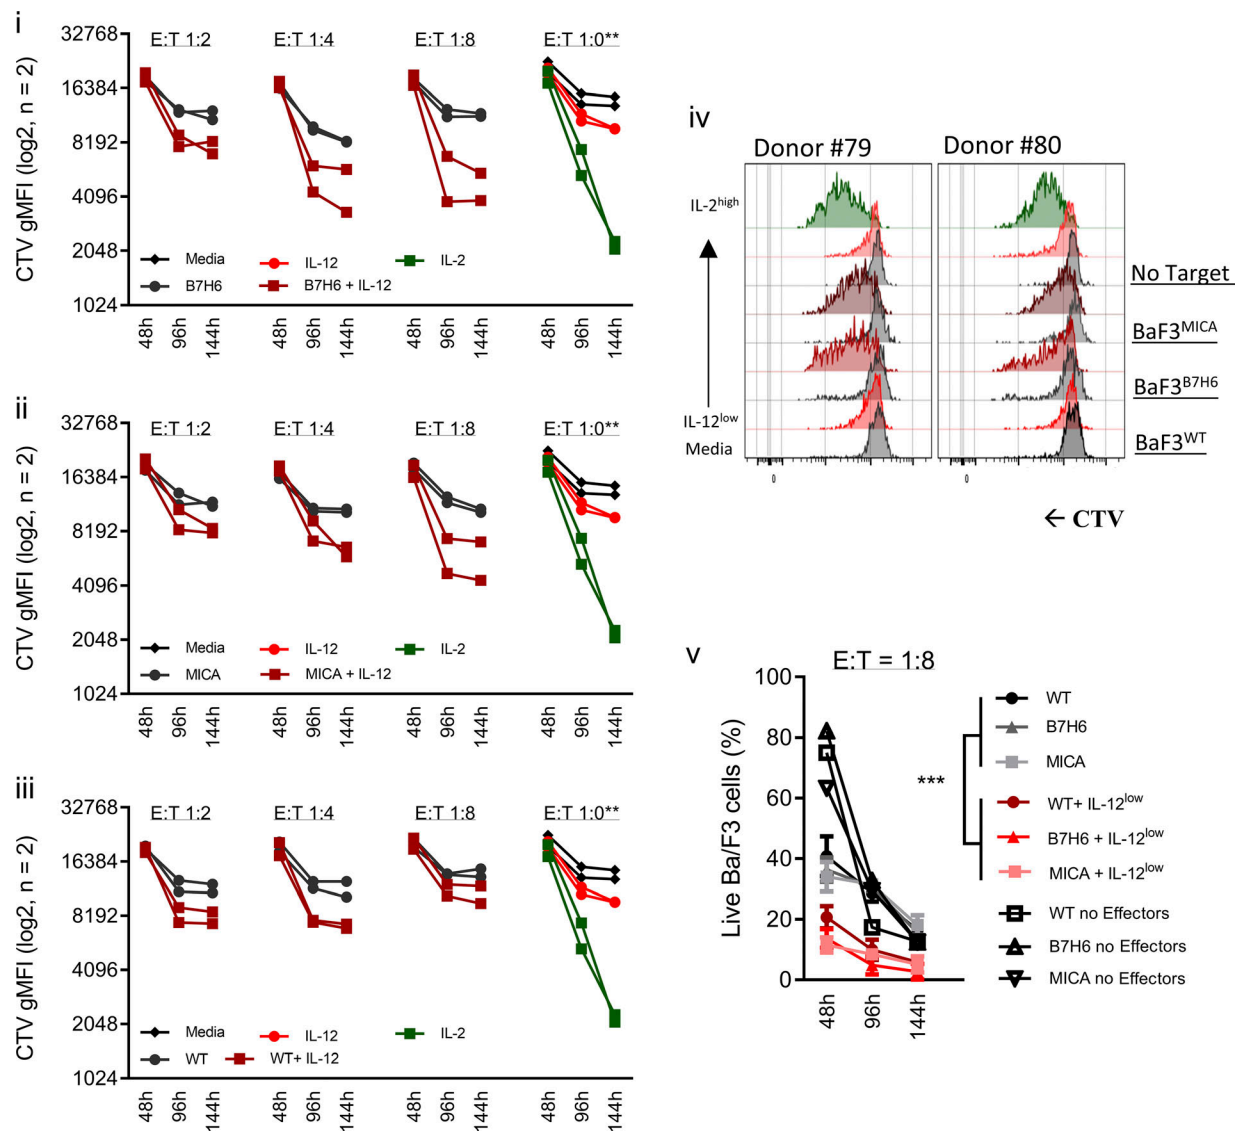 i
CTV gMFI (log2, n = 2)
E:T 1:2 E:T 1:4 E:T 1:8 E:T 1:0**
32768
16384
8192
4096
2048
1024
Media IL-12 IL-2
B7H6 B7H6 + IL-12
48h 96h 144h 48h 96h 144h 48h 96h 144h 48h 96h 144h
ii
CTV gMFI (log2, n = 2)
E:T 1:2 E:T 1:4 E:T 1:8 E:T 1:0**
32768
16384
8192
4096
2048
1024
Media IL-12 IL-2
MICA MICA + IL-12
48h 96h 144h 48h 96h 144h 48h 96h 144h 48h 96h 144h
iii
CTV gMFI (log2, n = 2)
E:T 1:2 E:T 1:4 E:T 1:8 E:T 1:0**
32768
16384
8192
4096
2048
1024
Media IL-12 IL-2
WT WT+ IL-12
48h 96h 144h 48h 96h 144h 48h 96h 144h 48h 96h 144h
iv
Donor #79 Donor #80
IL-2high
IL-12low
Media
No Target
BaF3MICA
BaF3B7H6
BaF3WT
0 0
← CTV
v
E:T = 1:8
Live Ba/F3 cells (%)
100
80
60
40
20
0
48h 96h 144h
***
WT
B7H6
MICA
WT+ IL-12low
B7H6 + IL-12low
MICA + IL-12low
WT no Effectors
B7H6 no Effectors
MICA no Effectors